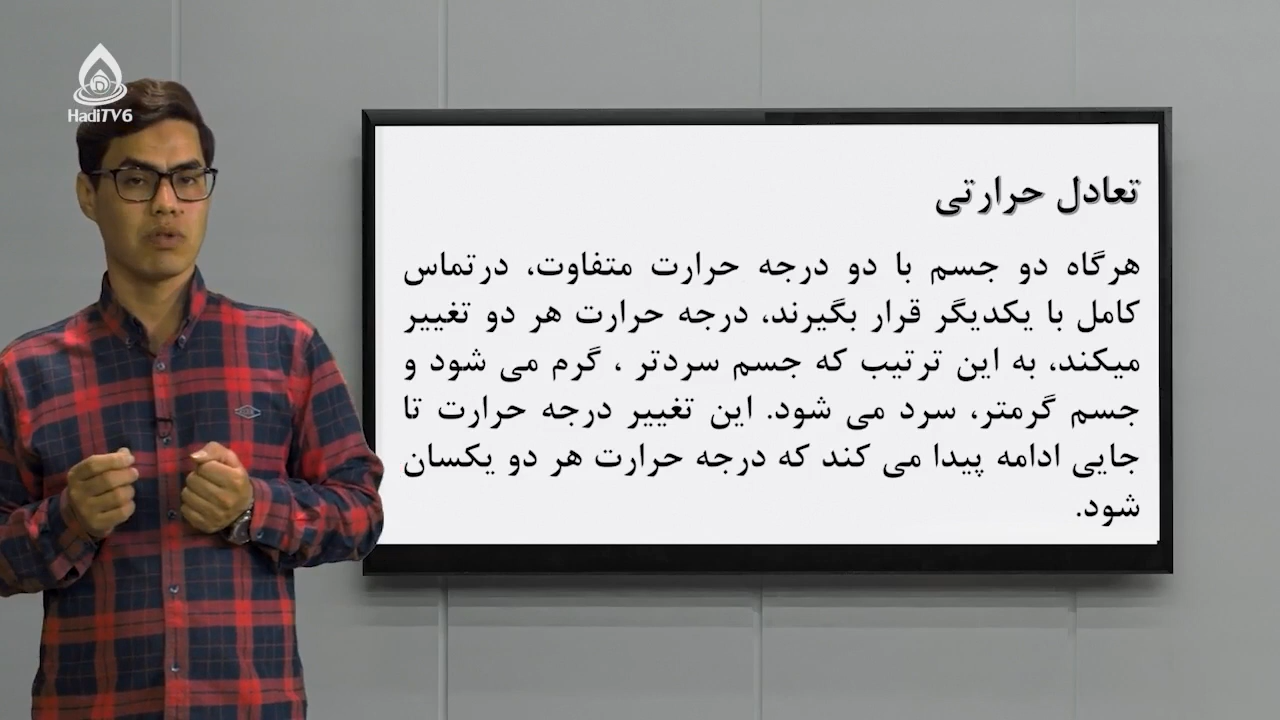 HadiTV6
تعادل حرارتی
هرگاه دو جسم با دو درجه حرارت متفاوت، درتماس
کامل با یکدیگر قرار بگیرند، درجه حرارت هر دو تغییر
میکند، به این ترتیب که جسم سردتر ، گرم می شود و
جسم گرمتر، سرد می شود. این تغییر درجه حرارت تا
جایی ادامه پیدا می کند که درجه حرارت هر دو یکسان
شود.